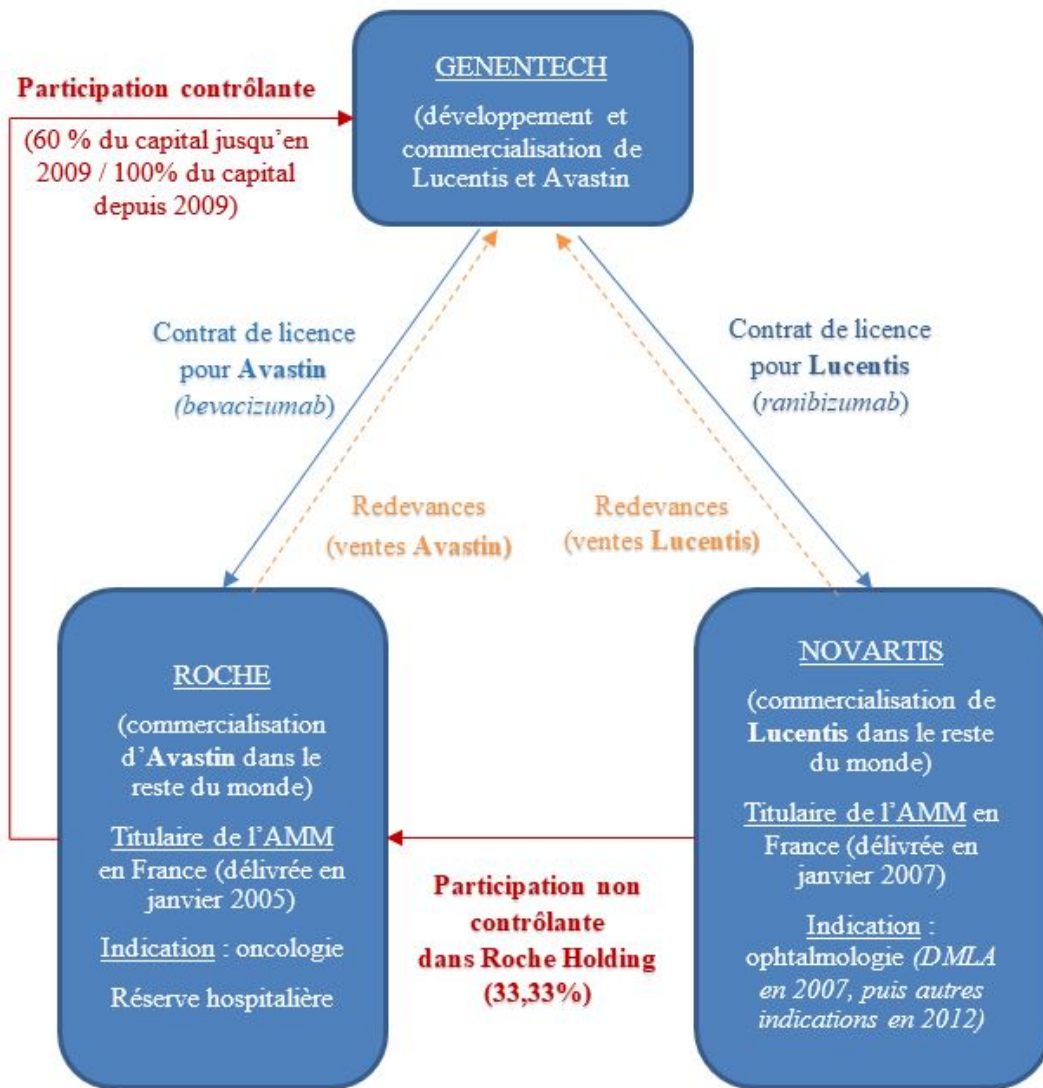 GENENTECH
(développement et
commercialisation de
Lucentis et Avastin
Participation contrôlante
(60 % du capital jusqu'en
2009 / 100% du capital
depuis 2009)
Contrat de licence
pour Avastin
(bevacizumab)
Contrat de licence
pour Lucentis
(ranibizumab)
Redevances
(ventes Avastin)
Redevances
(ventes Lucentis)
ROCHE
(commercialisation
d'Avastin dans le
reste du monde)
Titulaire de l'AMM
en France (délivrée en
janvier 2005)
Indication : oncologie
Réserve hospitalière
Participation non
contrôlante
dans Roche Holding
(33,33%)
NOVARTIS
(commercialisation de
Lucentis dans le reste
du monde)
Titulaire de l'AMM en
France (délivrée en
janvier 2007)
Indication :
ophtalmologie (DMLA
en 2007, puis autres
indications en 2012)